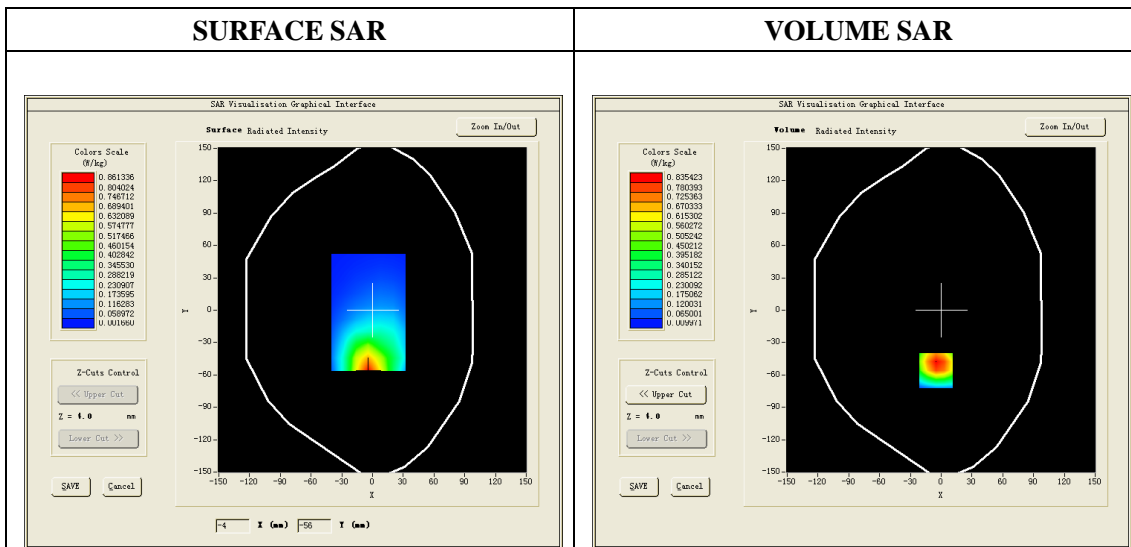 SURFACE SAR
VOLUME SAR
SAR Visualisation Graphical Interface
Surface Radiated Intensity
Zoom In/Out
Colors Scale
(W/kg)
0.861336
0.804024
0.746712
0.689401
0.632089
0.574777
0.517466
0.460154
0.402842
0.345530
0.288219
0.230907
0.173595
0.116283
0.058972
0.001660
150
120
90
60
30
0
-30
-60
-90
-120
-150
Y
-150 -120 -90 -60 -30 0 30 60 90 120 150
X
Z-Cuts Control
<< Upper Cut
Z = 4.0 mm
Lower Cut >>
SAVE Cancel
-4 X (mm) -56 Y (mm)
SAR Visualisation Graphical Interface
Volume Radiated Intensity
Zoom In/Out
Colors Scale
(W/kg)
0.835423
0.780393
0.725363
0.670333
0.615302
0.560272
0.505242
0.450212
0.395182
0.340152
0.285122
0.230092
0.175062
0.120031
0.065001
0.009971
150
120
90
60
30
0
-30
-60
-90
-120
-150
Y
-150 -120 -90 -60 -30 0 30 60 90 120 150
X
Z-Cuts Control
<< Upper Cut
Z = 4.0 mm
Lower Cut >>
SAVE Cancel